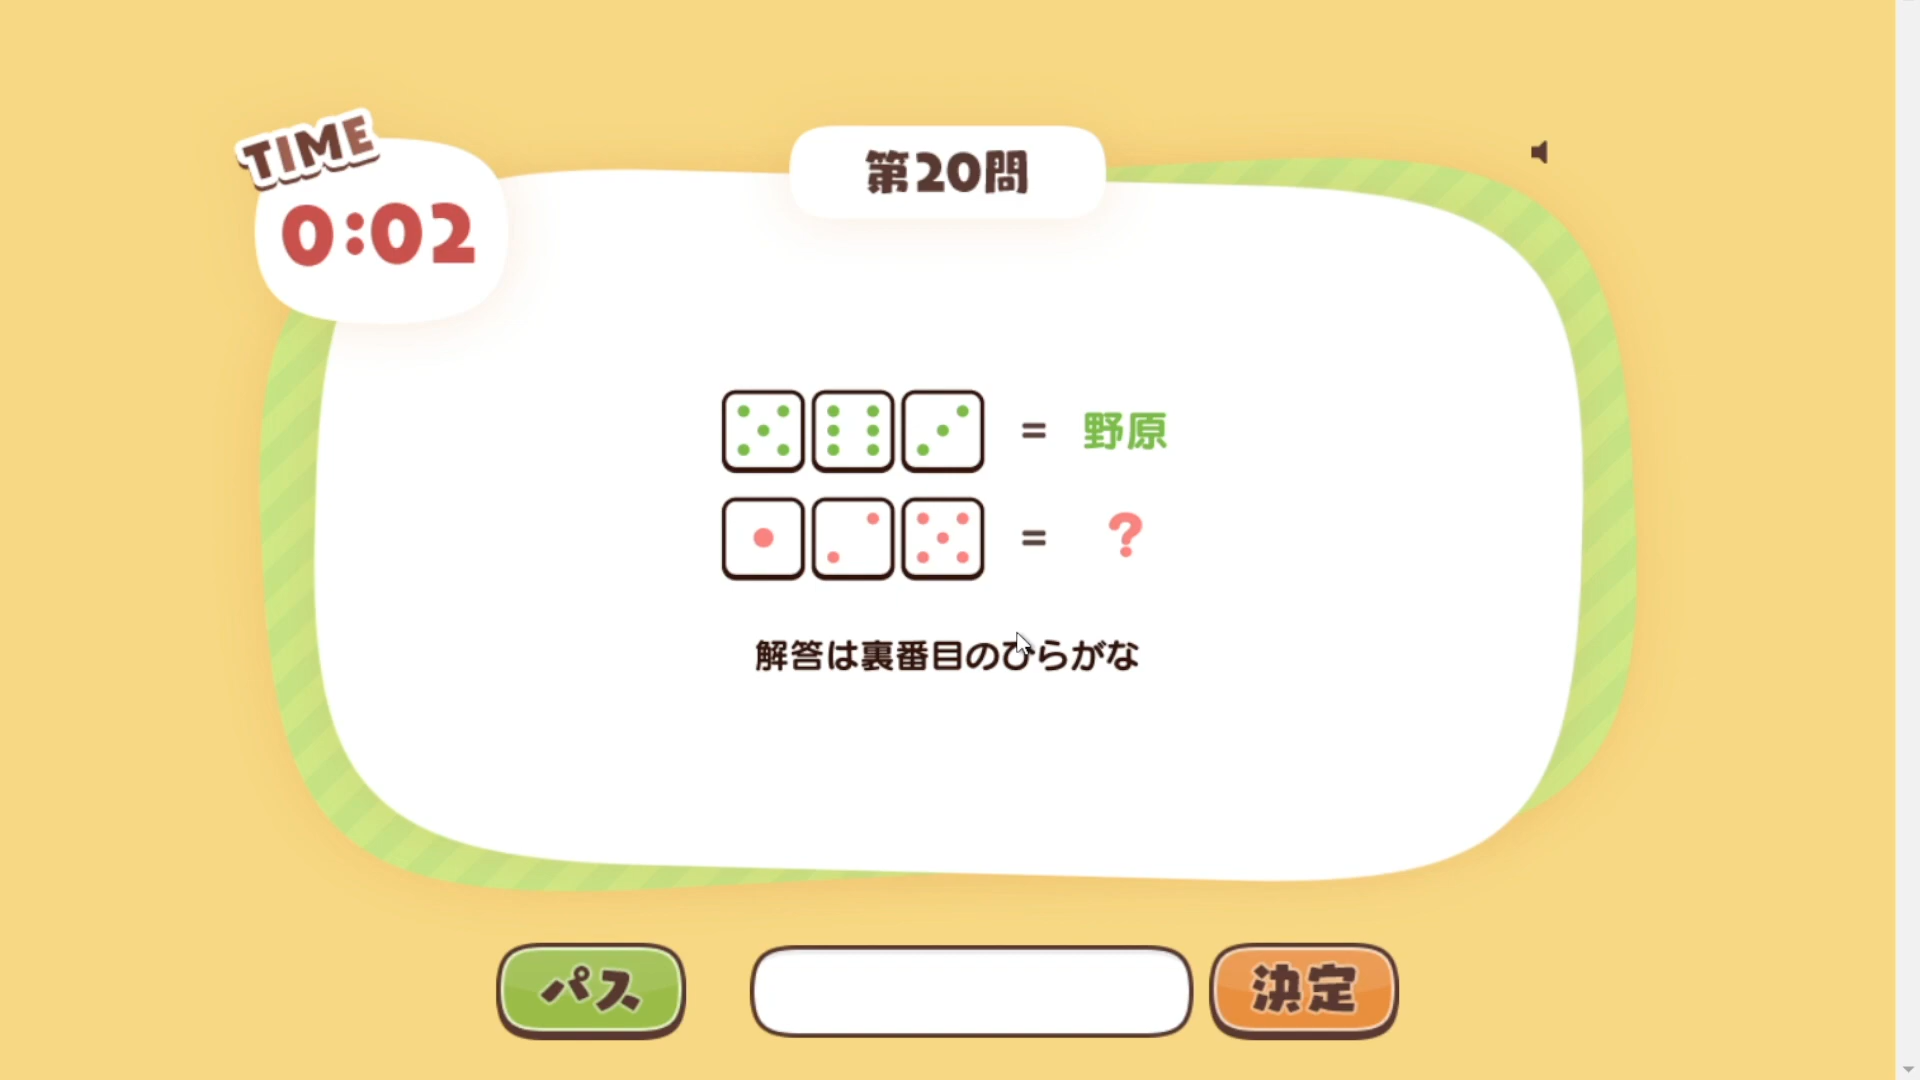 TIME
0:02
第20問
= 野原
= ?
解答は裏番目のひらがな
パス
決定